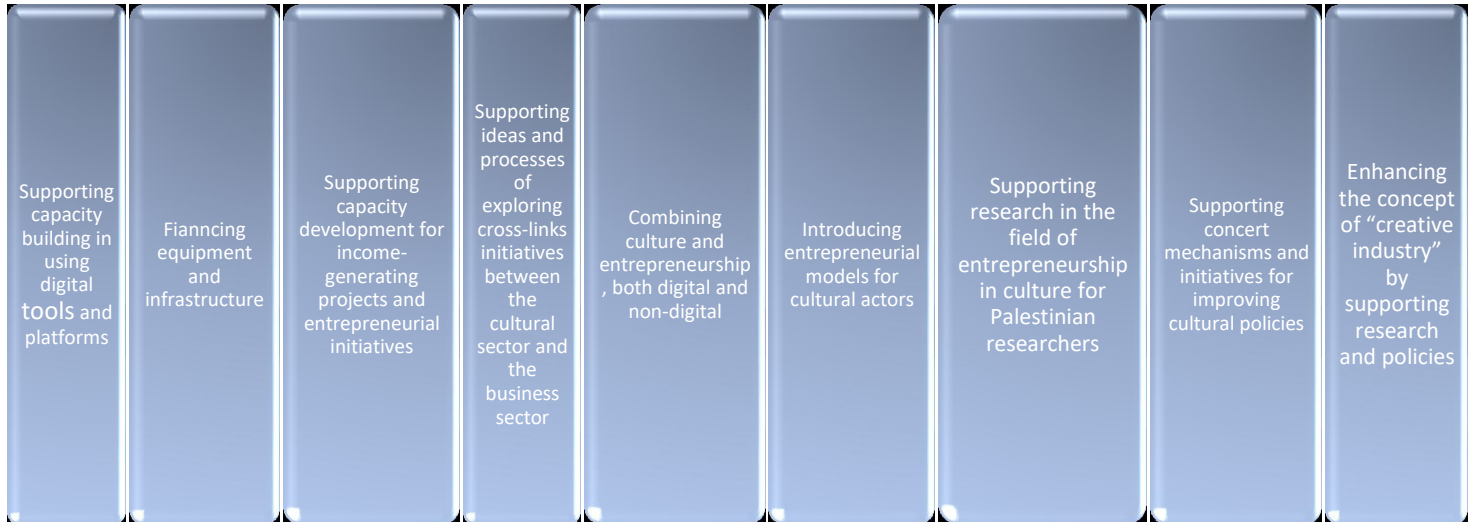 Supporting
capacity
building in
using
digital
tools and
platforms
Fianncing
equipment
and
infrastructure
Supporting
capacity
development for
income-
generating
projects and
entrepreneurial
initiatives
Supporting
ideas and
processes
of
exploring
cross-links
initiatives
between
the
cultural
sector and
the
business
sector
Combining
culture and
entrepreneurship
, both digital and
non-digital
Introducing
entrepreneurial
models for
cultural actors
Supporting
research in the
field of
entrepreneurship
in culture for
Palestinian
researchers
Supporting
concert
mechanisms and
initiatives for
improving
cultural policies
Enhancing
the concept
of “creative
industry”
by
supporting
research
and policies